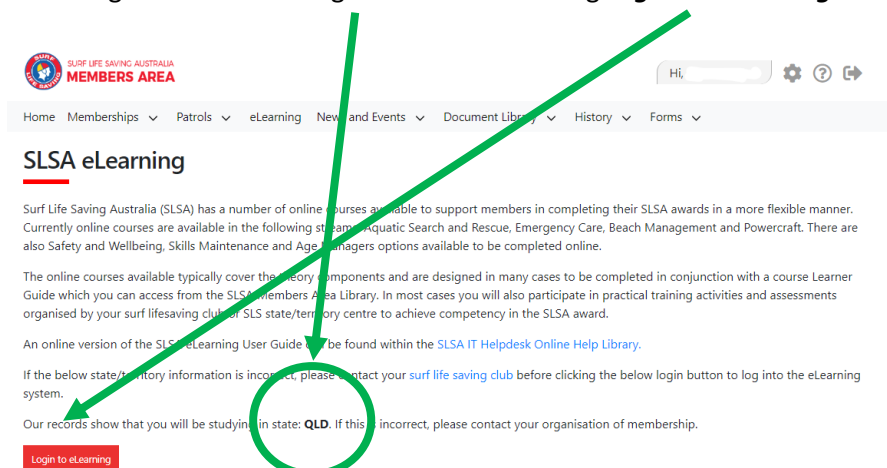 SURF LIFE SAVING AUSTRALIA
MEMBERS AREA
Hi,
Home Memberships Patrols eLearning News and Events Document Library History Forms
SLSA eLearning
Surf Life Saving Australia (SLSA) has a number of online courses available to support members in completing their SLSA awards in a more flexible manner.
Currently online courses are available in the following streams Aquatic Search and Rescue, Emergency Care, Beach Management and Powercraft. There are
also Safety and Wellbeing, Skills Maintenance and Age Managers options available to be completed online.
The online courses available typically cover the theory components and are designed in many cases to be completed in conjunction with a course Learner
Guide which you can access from the SLSA Members Area Library. In most cases you will also participate in practical training activities and assessments
organised by your surf lifesaving club or SLS state/territory centre to achieve competency in the SLSA award.
An online version of the SLSA eLearning User Guide can be found within the SLSA IT Helpdesk Online Help Library.
If the below state/territory information is incorrect, please contact your surf life saving club before clicking the below login button to log into the eLearning
system.
Our records show that you will be studying in state: QLD. If this is incorrect, please contact your organisation of membership.
Login to eLearning